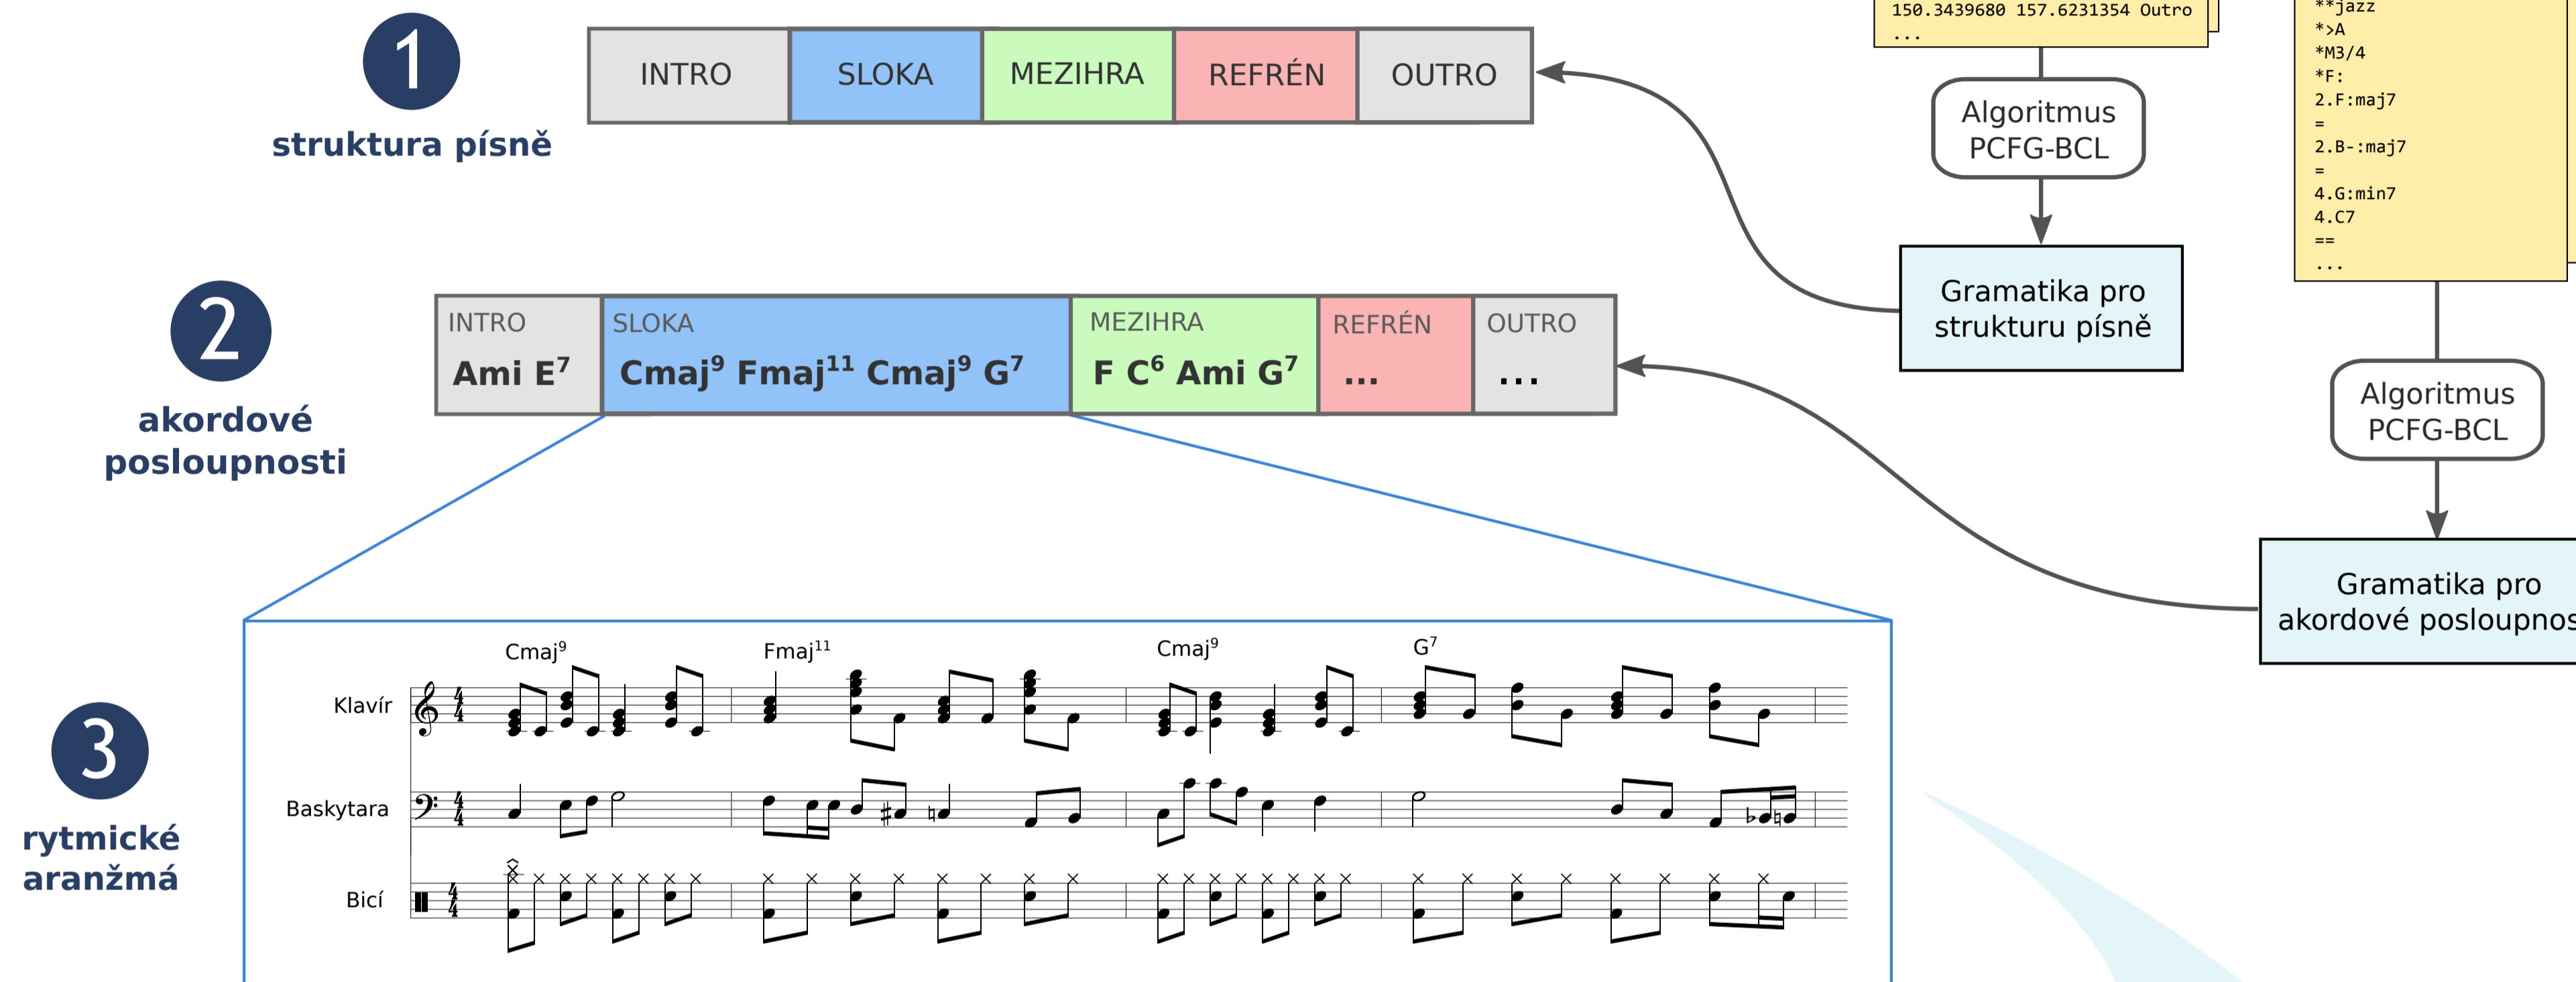 1
struktura písně
INTRO SLOKA MEZIHRA REFRÉN OUTRO
150.3439680 157.6231354 Outro
...
Algoritmus
PCFG-BCL
Gramatika pro
strukturu písně
**jazz
*>A
*M3/4
*F:
2.F:maj7
=
2.B-:maj7
=
4.G:min7
4.C7
==
...
Algoritmus
PCFG-BCL
Gramatika pro
akordové posloupnos
2
akordové
posloupnosti
INTRO SLOKA MEZIHRA REFRÉN OUTRO
Ami E⁷ Cmaj⁹ Fmaj¹¹ Cmaj⁹ G⁷ F C⁶ Ami G⁷ ... ...
3
rytmické
aranžmá
Cmaj⁹ Fmaj¹¹ Cmaj⁹ G⁷
Klavír
Baskytara
Bicí